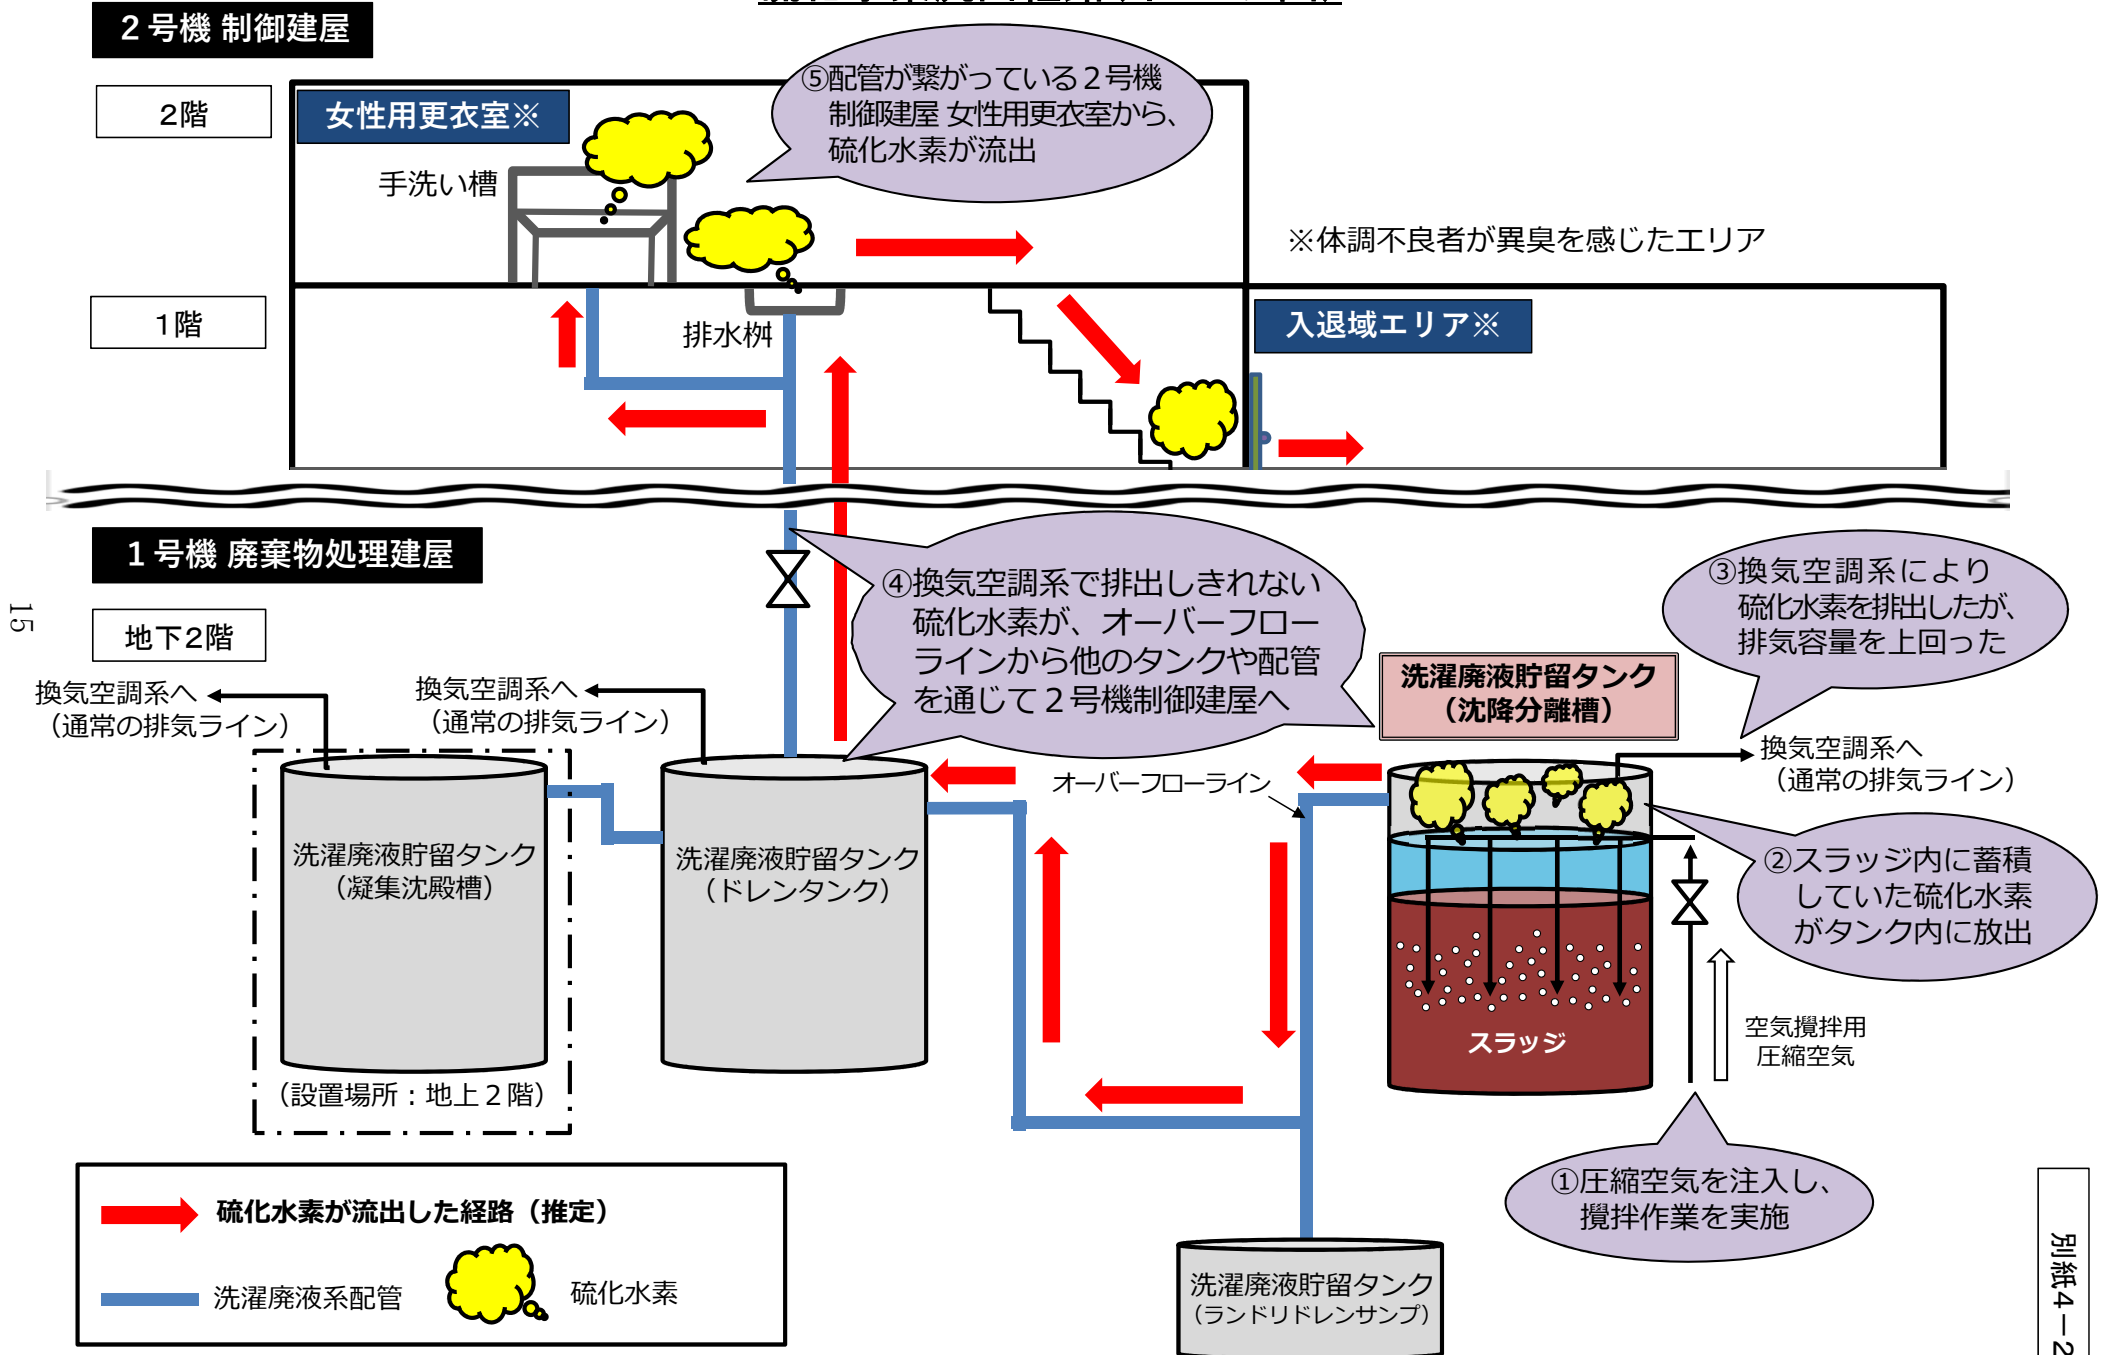 2号機 制御建屋
2階
女性用更衣室※
手洗い槽
⑤配管が繋がっている2号機
制御建屋 女性用更衣室から、
硫化水素が流出
※体調不良者が異臭を感じたエリア
1階
排水桝
入退域エリア※
1号機 廃棄物処理建屋
地下2階
④換気空調系で排出しきれない
硫化水素が、オーバーフロー
ラインから他のタンクや配管
を通じて2号機制御建屋へ
③換気空調系により
硫化水素を排出したが、
排気容量を上回った
換気空調系へ
（通常の排気ライン）
換気空調系へ
（通常の排気ライン）
洗濯廃液貯留タンク
（沈降分離槽）
換気空調系へ
（通常の排気ライン）
オーバーフローライン
洗濯廃液貯留タンク
（凝集沈殿槽）
（設置場所：地上2階）
洗濯廃液貯留タンク
（ドレンタンク）
②スラッジ内に蓄積
していた硫化水素
がタンク内に放出
スラッジ
空気攪拌用
圧縮空気
①圧縮空気を注入し、
攪拌作業を実施
硫化水素が流出した経路（推定）
洗濯廃液系配管
硫化水素
洗濯廃液貯留タンク
（ランドリドレンサンプ）
15
別紙4－2